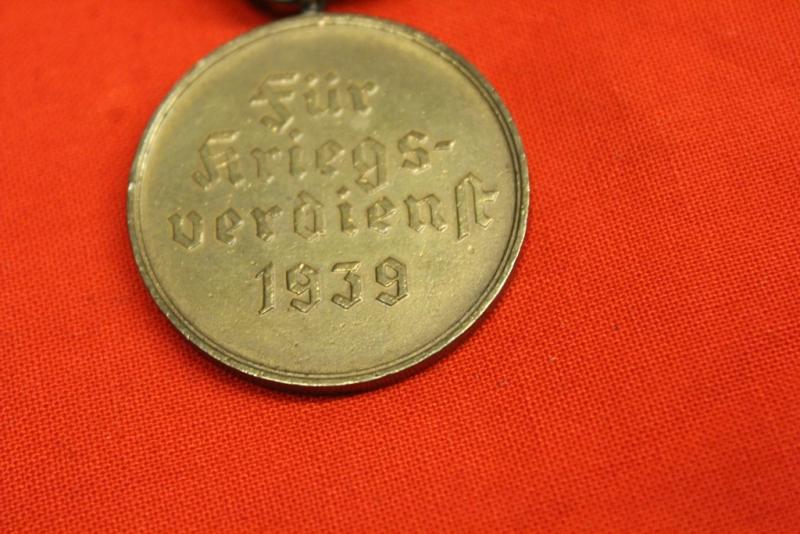 Für
Kriegs-
verdienst
1939